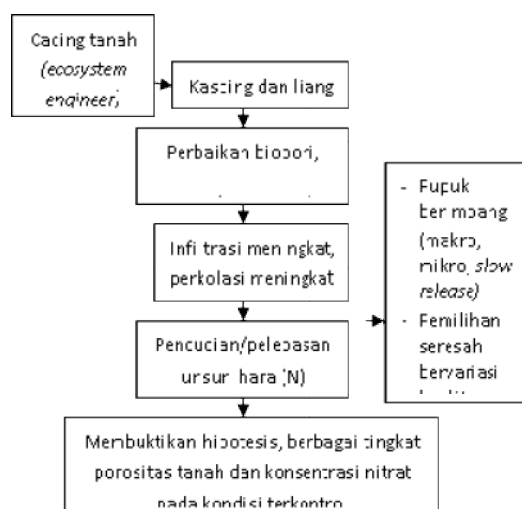 Cacing tanah
(ecosystem
engineer)
Kascing dan liang
Perbaikan biopori,
Infiltrasi meningkat,
perkolasi meningkat
Pencucian/pelepasan
unsur hara (N)
- Pupuk
berimbang
(makro,
mikro, slow
release)
- Pemilihan
seresah
bervariasi
Membuktikan hipotesis, berbagai tingkat
porositas tanah dan konsentrasi nitrat
pada kondisi terkontro